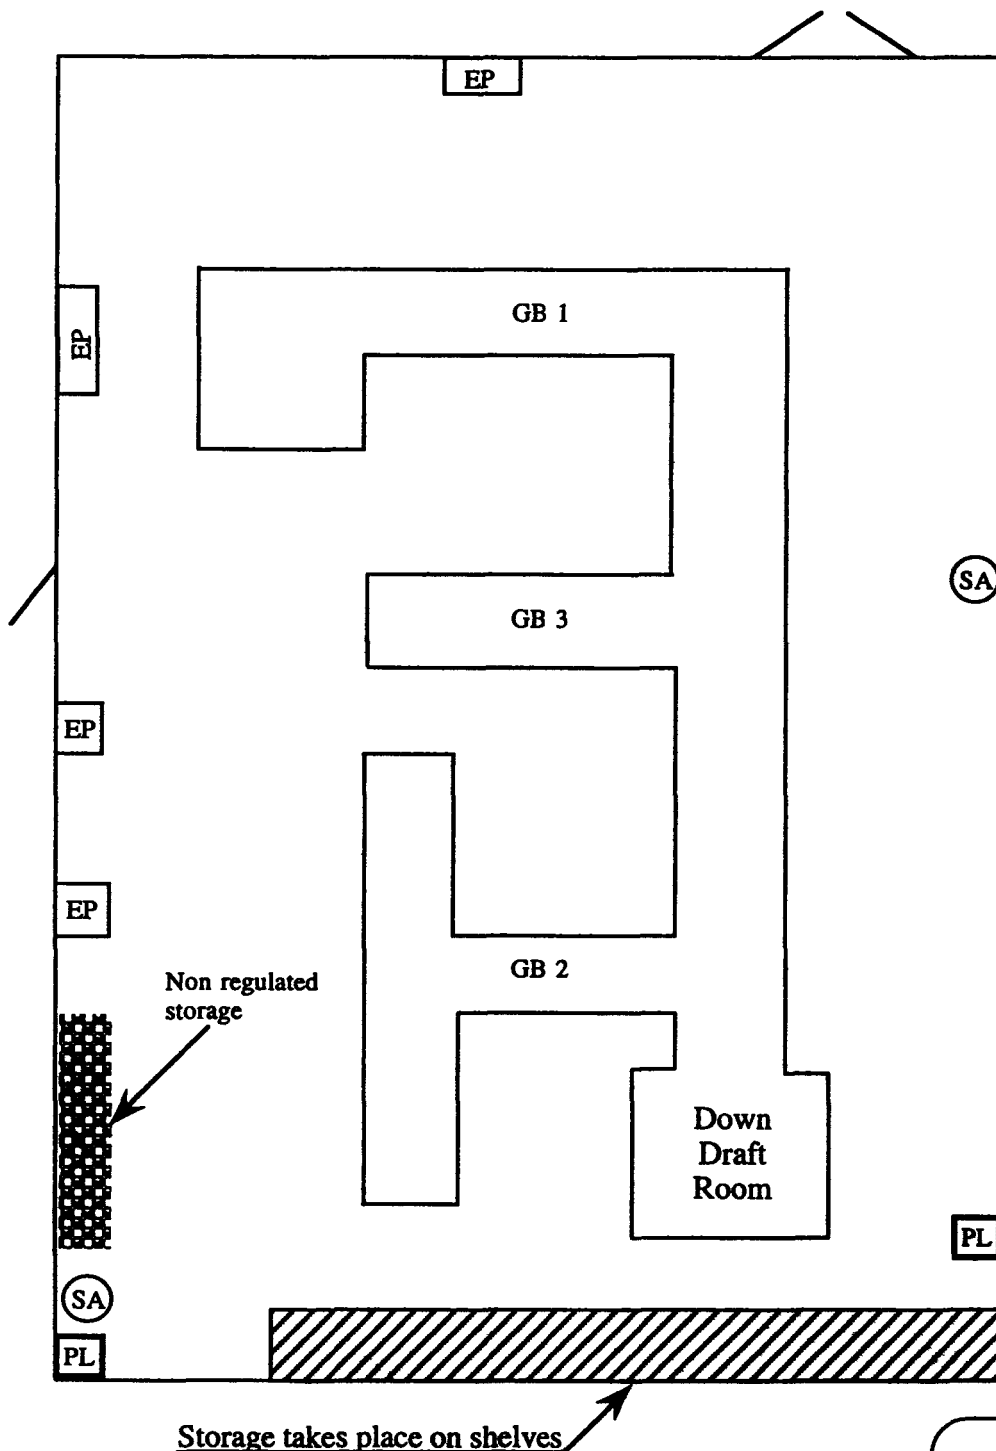 EP
GB 1
EP
SA
GB 3
EP
EP
GB 2
Non regulated
storage
Down
Draft
Room
PL
SA
PL
Storage takes place on shelves